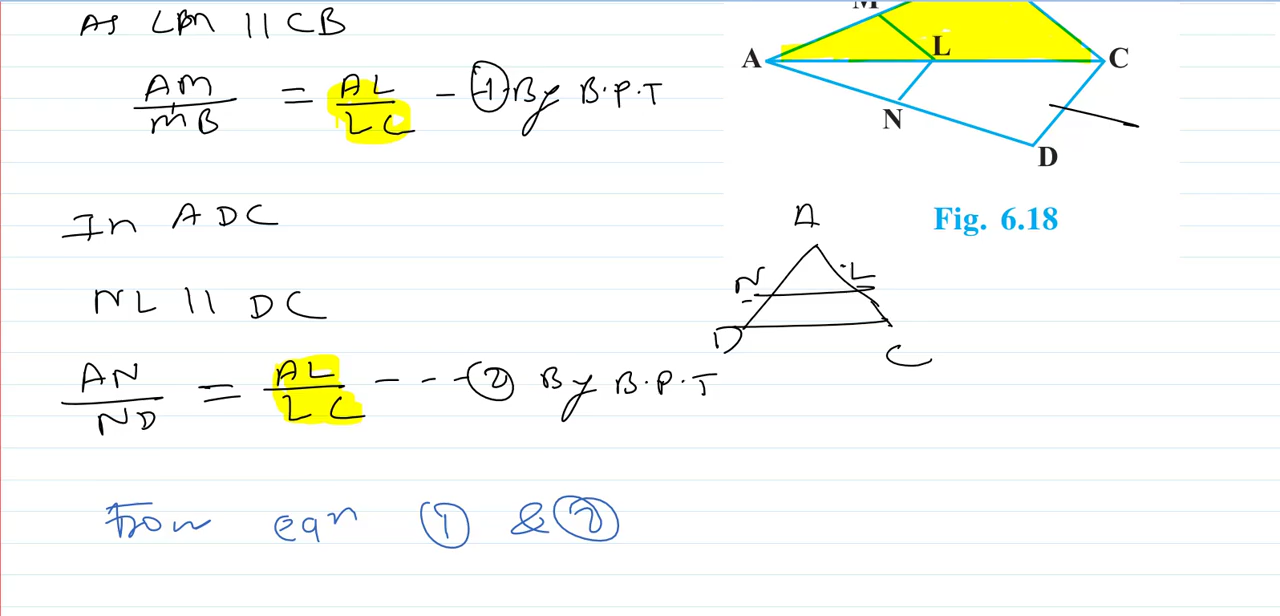 As LM || CB
AM/MB = AL/LC - ① By B.P.T
In ADC
NL || DC
AN/ND = AL/LC - - - ② By B.P.T
From eqn ① & ②
M
A
L
C
N
D
Fig. 6.18
A
N
L
D
C